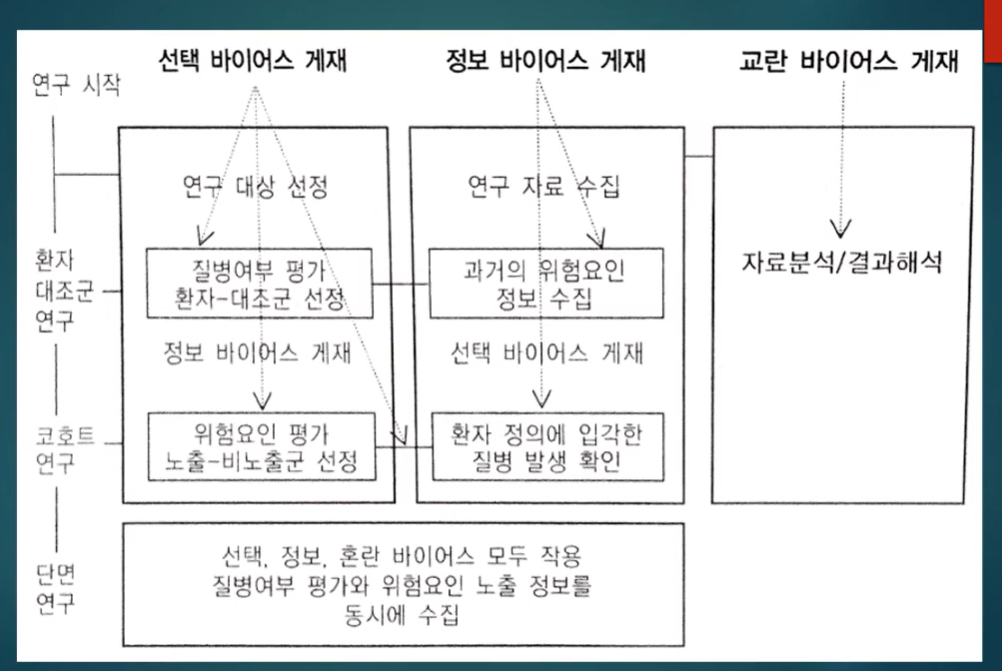 선택 바이어스 게재
정보 바이어스 게재
교란 바이어스 게재
연구 시작
연구 대상 선정
연구 자료 수집
자료분석/결과해석
환자
대조군
연구
질병여부 평가
환자-대조군 선정
과거의 위험요인
정보 수집
정보 바이어스 게재
선택 바이어스 게재
코호트
연구
위험요인 평가
노출-비노출군 선정
환자 정의에 입각한
질병 발생 확인
단면
연구
선택, 정보, 혼란 바이어스 모두 작용
질병여부 평가와 위험요인 노출 정보를
동시에 수집